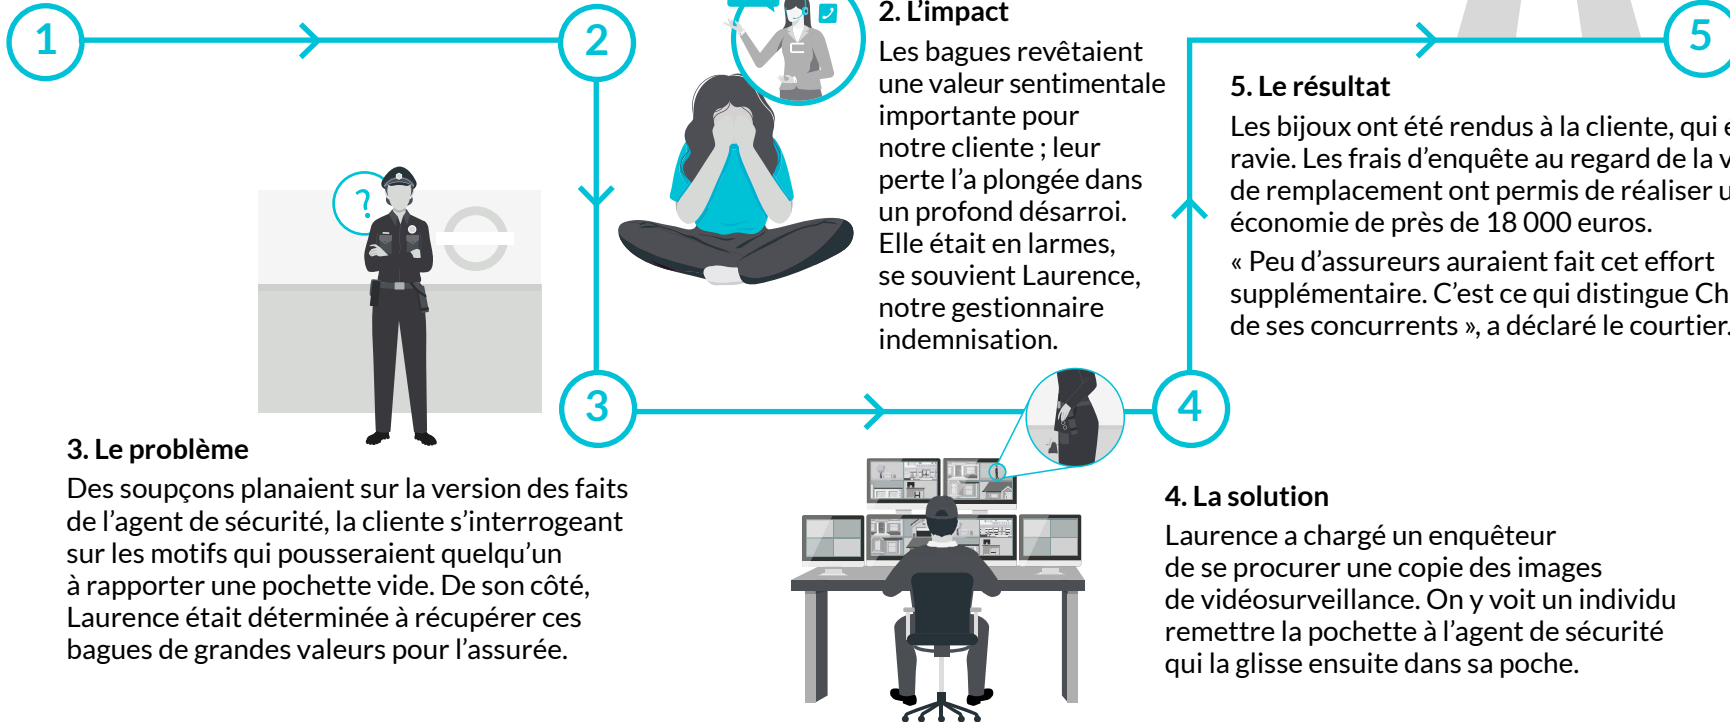 1
2
2. L’impact
Les bagues revêtaient
une valeur sentimentale
importante pour
notre cliente ; leur
perte l’a plongée dans
un profond désarroi.
Elle était en larmes,
se souvient Laurence,
notre gestionnaire
indemnisation.
?
3
3. Le problème
Des soupçons planaient sur la version des faits
de l’agent de sécurité, la cliente s’interrogeant
sur les motifs qui pousseraient quelqu’un
à rapporter une pochette vide. De son côté,
Laurence était déterminée à récupérer ces
bagues de grandes valeurs pour l’assurée.
4
4. La solution
Laurence a chargé un enquêteur
de se procurer une copie des images
de vidéosurveillance. On y voit un individu
remettre la pochette à l’agent de sécurité
qui la glisse ensuite dans sa poche.
5
5. Le résultat
Les bijoux ont été rendus à la cliente, qui
ravie. Les frais d’enquête au regard de la
de remplacement ont permis de réaliser
économie de près de 18 000 euros.
« Peu d’assureurs auraient fait cet effort
supplémentaire. C’est ce qui distingue
de ses concurrents », a déclaré le courtier.